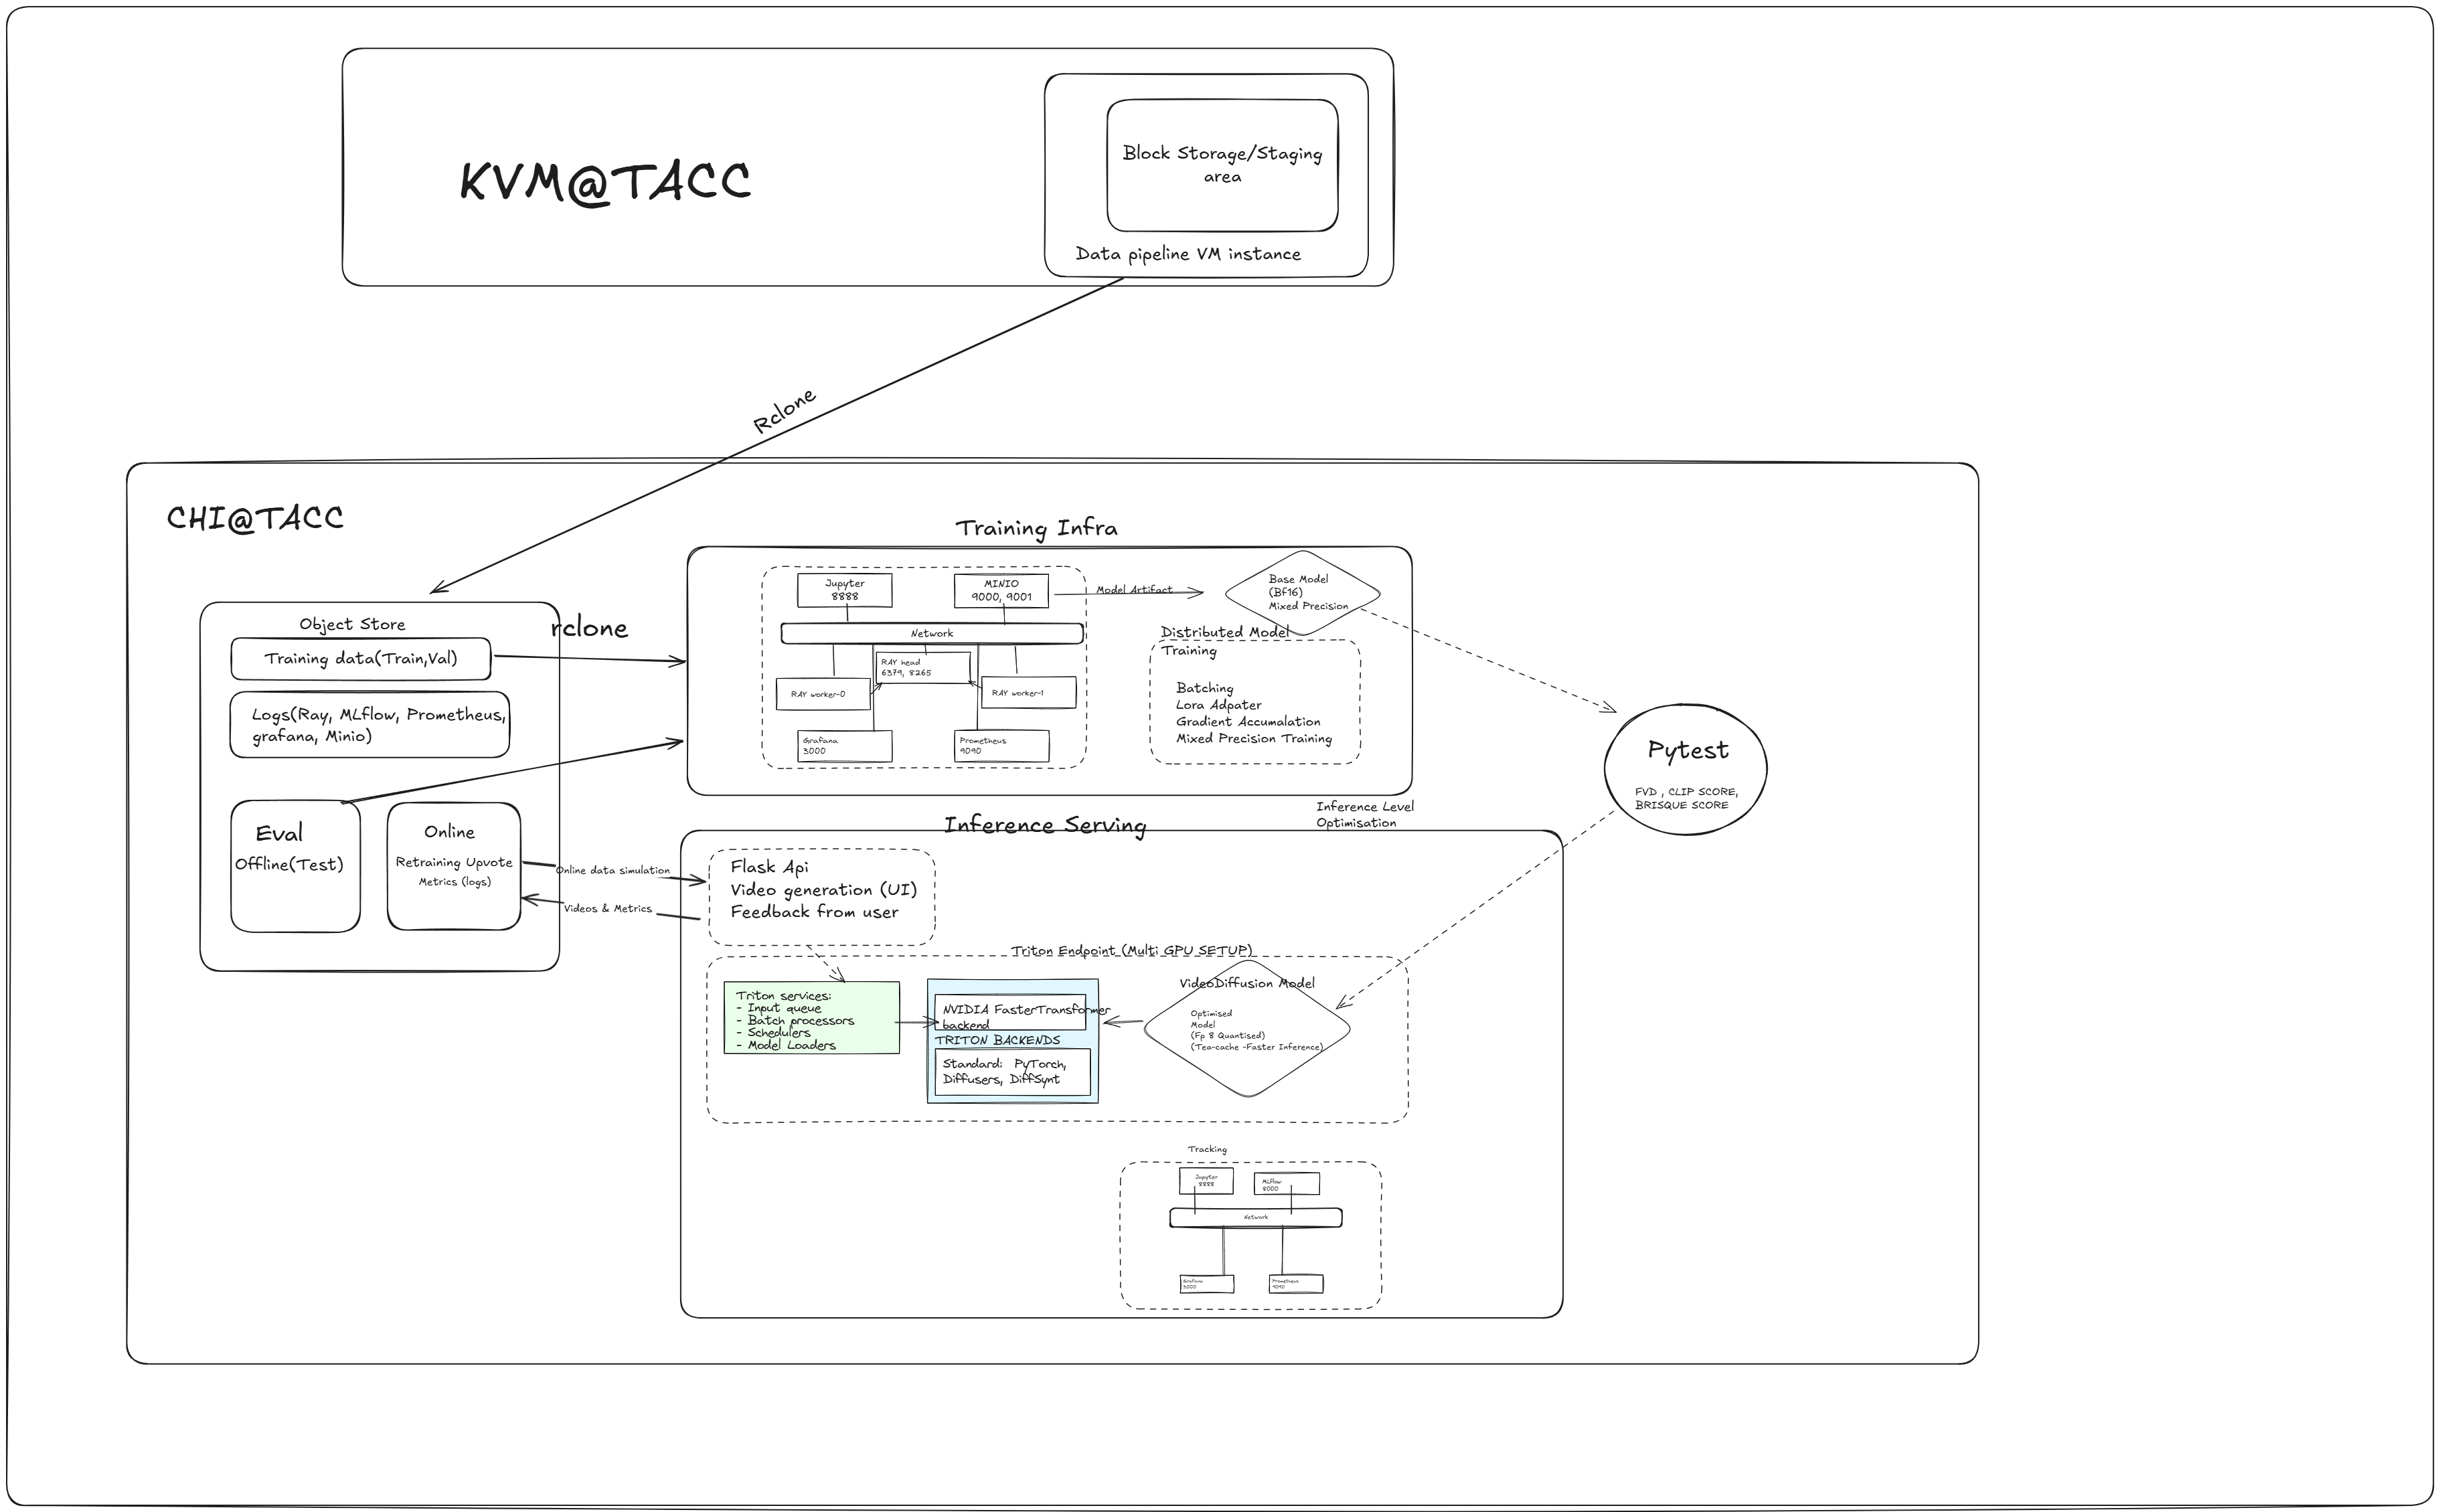 KVM@TACC
Block Storage/Staging
area
Data pipeline VM instance
Rclone
CHI@TACC
Object Store
Training data(Train,Val)
Logs(Ray, MLflow, Prometheus,
grafana, Minio)
Eval
Offline(Test)
Online
Retraining Upvote
Metrics (logs)
rclone
Online data simulation
Videos & Metrics
Training Infra
Jupyter
8888
MINIO
9000, 9001
Network
RAY head
6379, 8265
RAY worker-0
RAY worker-1
Grafana
3000
Prometheus
9090
Model Artifact
Base Model
(Bf16)
Mixed Precision
Distributed Model
Training
Batching
Lora Adpater
Gradient Accumalation
Mixed Precision Training
Pytest
FVD , CLIP SCORE,
BRISQUE SCORE
Inference Level
Optimisation
Inference Serving
Flask Api
Video generation (UI)
Feedback from user
Triton Endpoint (Multi GPU SETUP)
Triton services:
- Input queue
- Batch processors
- Schedulers
- Model Loaders
NVIDIA FasterTransformer
backend
TRITON BACKENDS
Standard: PyTorch,
Diffusers, DiffSynt
VideoDiffusion Model
Optimised
Model
(Fp 8 Quantised)
(Tea-cache -Faster Inference)
Tracking
Jupyter
8888
MLflow
8000
Network
Grafana
3000
Prometheus
9090